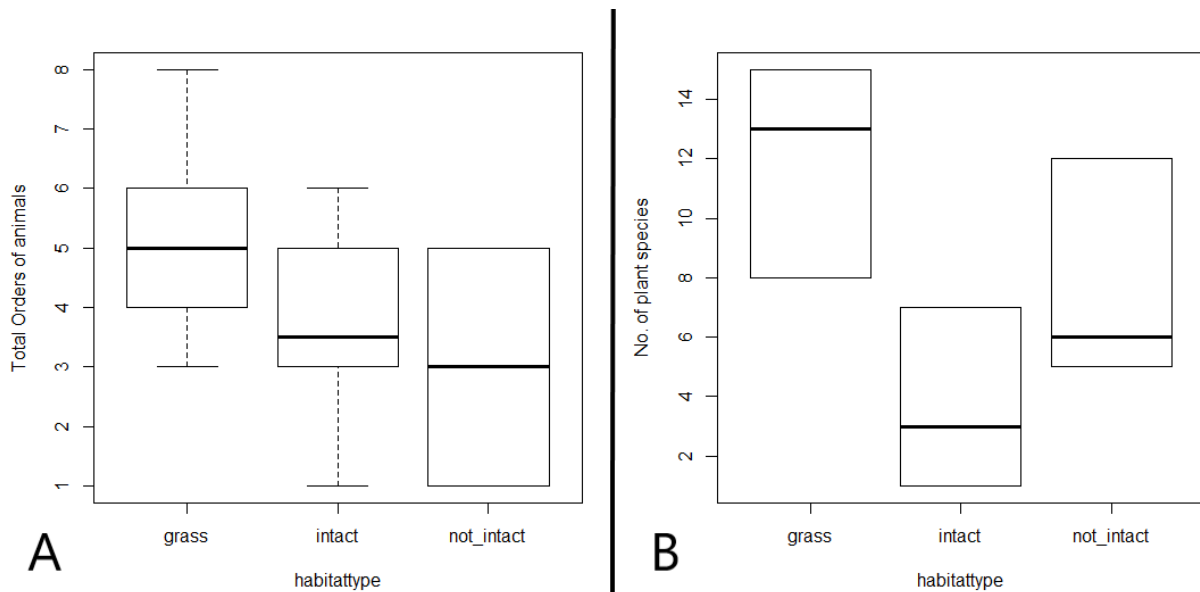 Total Orders of animals
8
7
6
5
4
3
2
1
grass intact not_intact
habitattype
A
No. of plant species
14
12
10
8
6
4
2
grass intact not_intact
habitattype
B